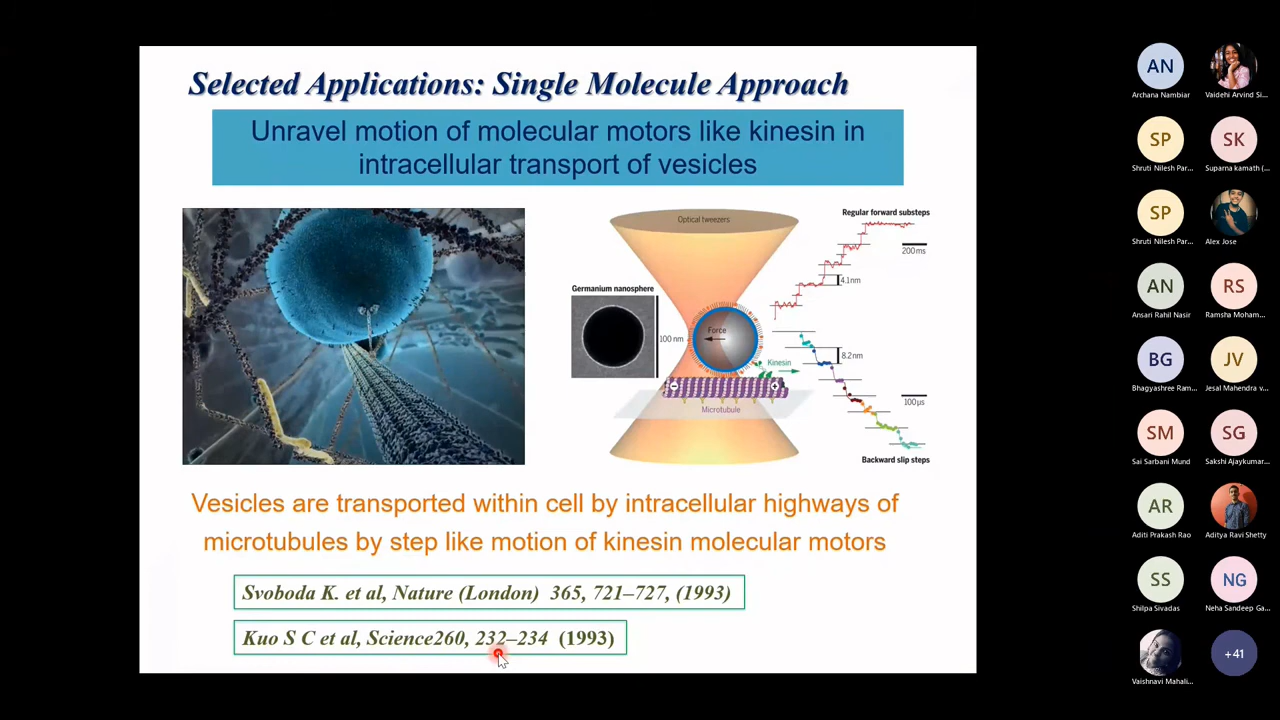 Selected Applications: Single Molecule Approach
Unravel motion of molecular motors like kinesin in
intracellular transport of vesicles
Optical tweezers
Regular forward substeps
200 ms
4.1nm
Germanium nanosphere
100 nm
Force
Kinesin
8.2nm
100 µs
Microtubule
Backward slip steps
Vesicles are transported within cell by intracellular highways of
microtubules by step like motion of kinesin molecular motors
Svoboda K. et al, Nature (London) 365, 721–727, (1993)
Kuo S C et al, Science260, 232–234 (1993)
AN
Archana Nambiar
Vaidehi Arvind Si...
SP
Shruti Nilesh Par...
SK
Suparna kamath (...
SP
Shruti Nilesh Par...
Alex Jose
AN
Ansari Rahil Nasir
RS
Ramsha Moham...
BG
Bhagyashree Ram...
JV
Jesal Mahendra v...
SM
Sai Sarbani Mund
SG
Sakshi Ajaykumar...
AR
Aditi Prakash Rao
Aditya Ravi Shetty
SS
Shilpa Sivadas
NG
Neha Sandeep Ga...
Vaishnavi Mahali...
+41